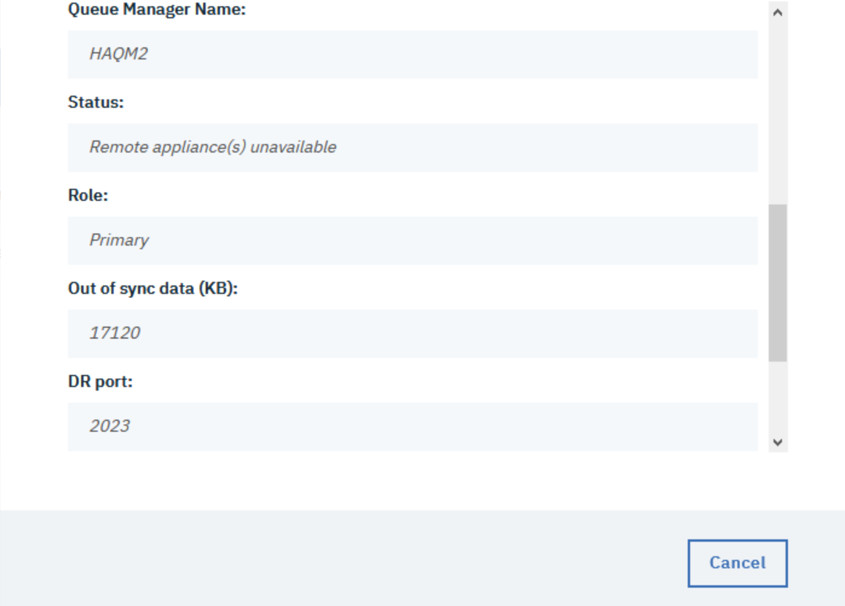 Queue Manager Name:
HAQM2
Status:
Remote appliance(s) unavailable
Role:
Primary
Out of sync data (KB):
17120
DR port:
2023
Cancel